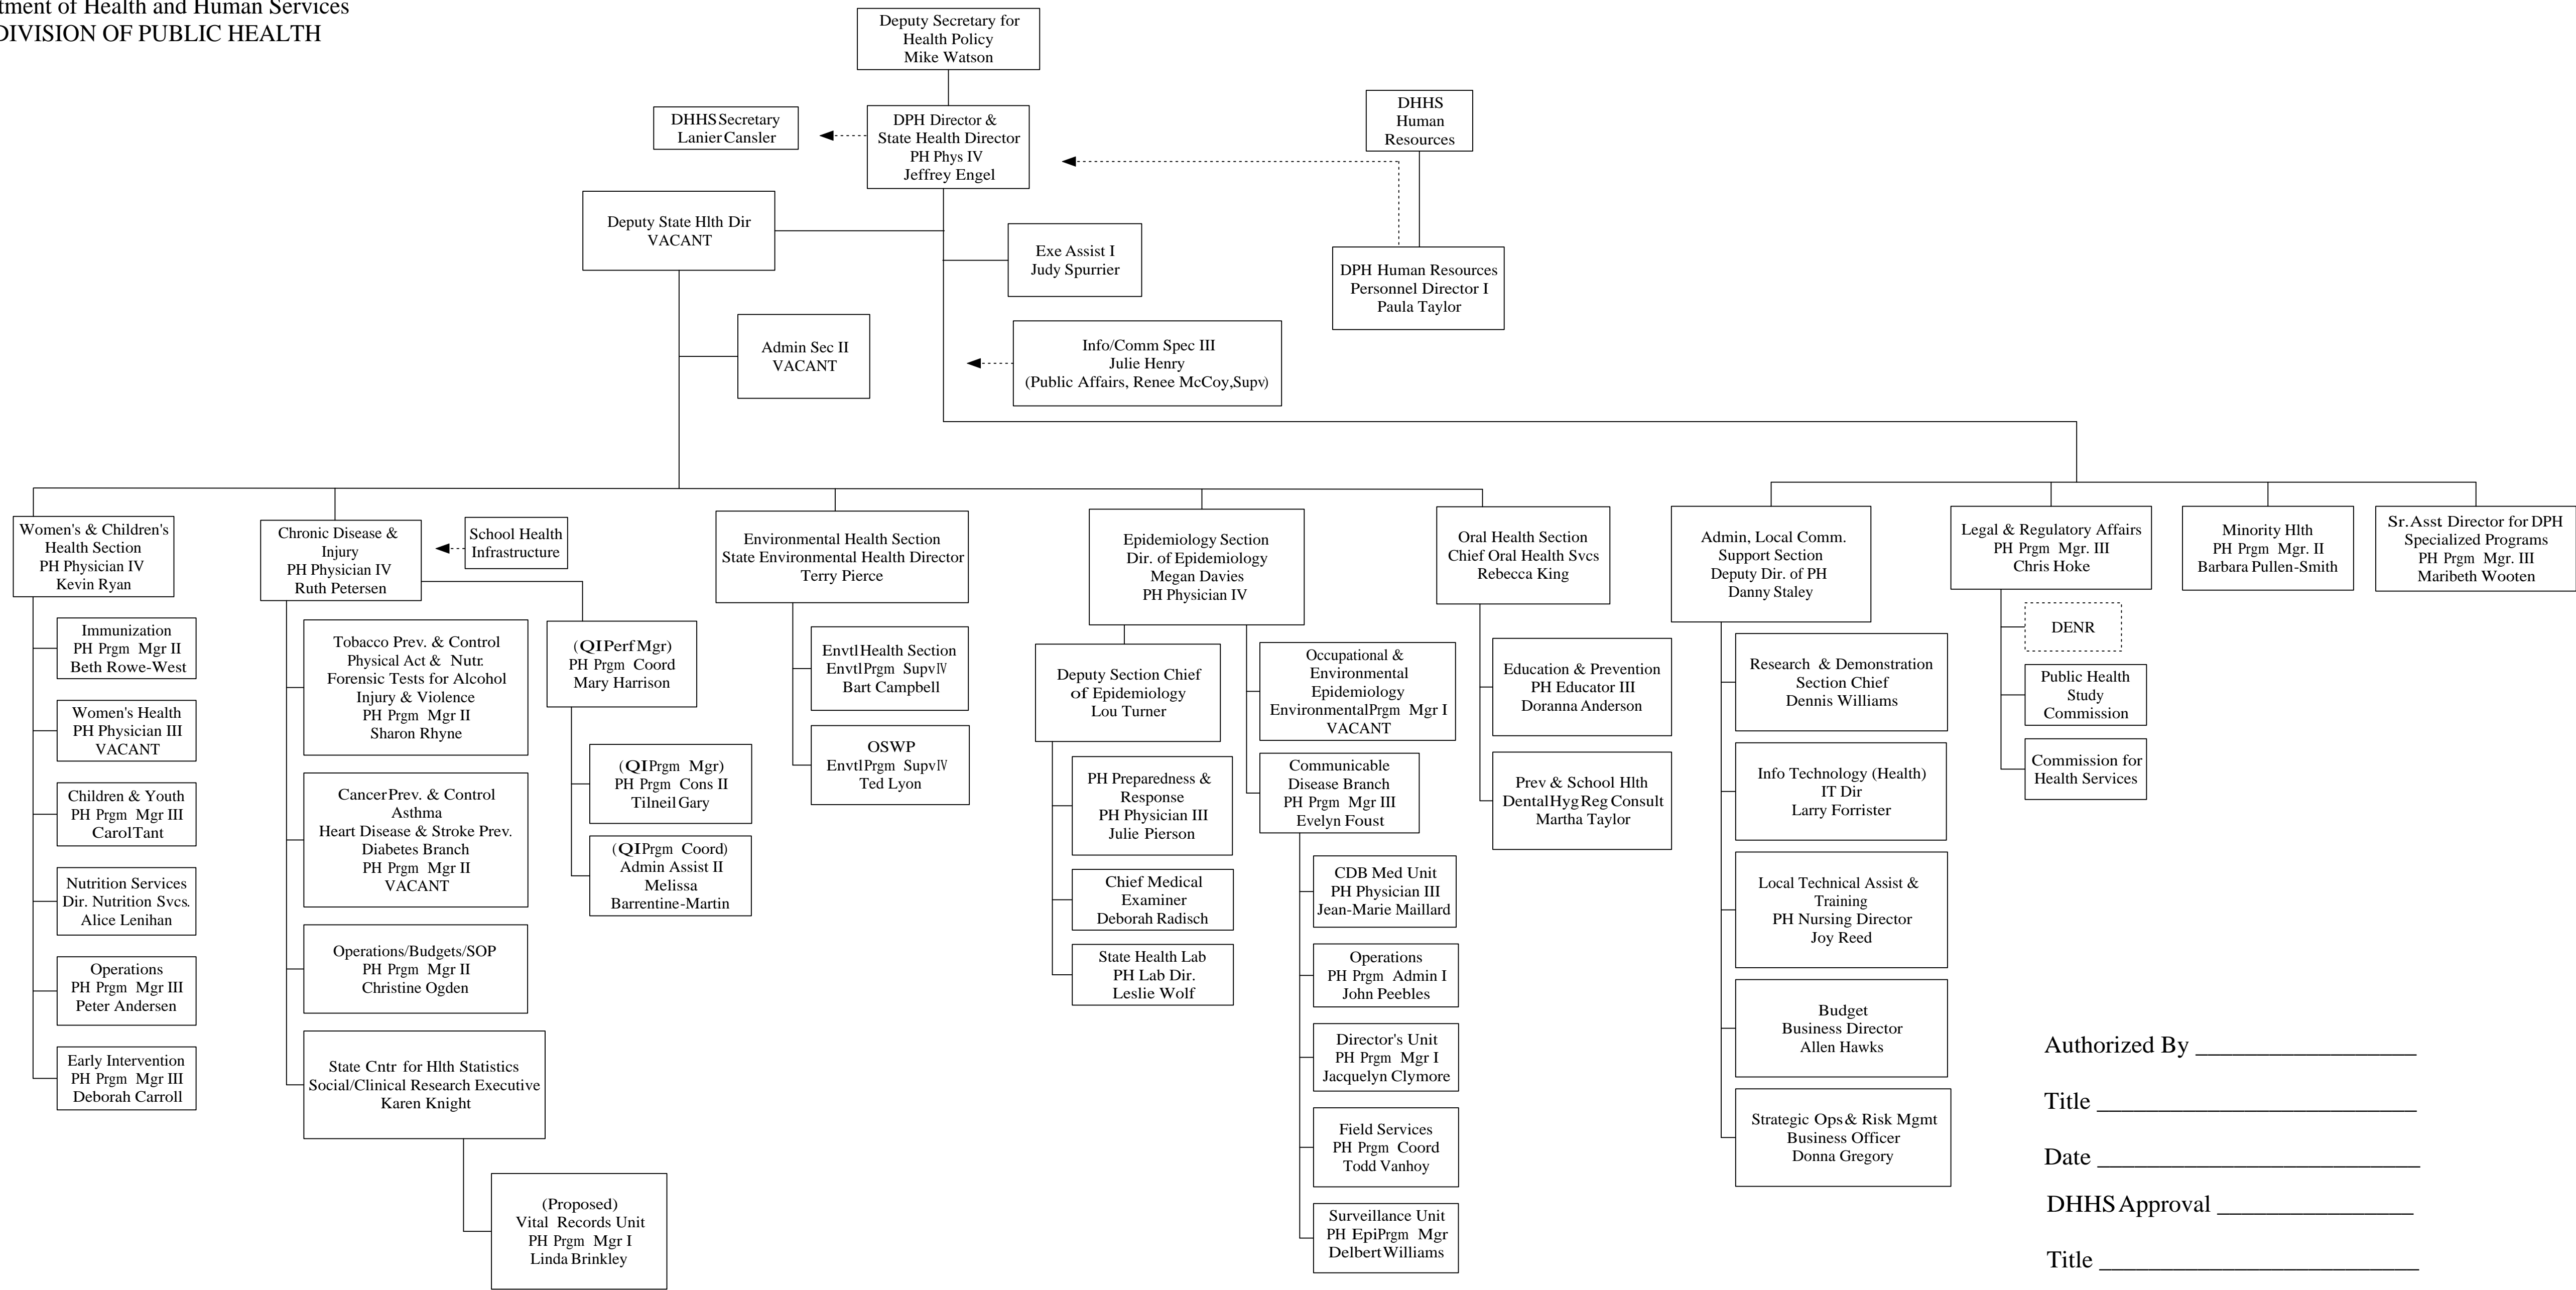 tment of Health and Human Services
DIVISION OF PUBLIC HEALTH
Deputy Secretary for
Health Policy
Mike Watson
DHHS Secretary
Lanier Cansler
DPH Director &
State Health Director
PH Phys IV
Jeffrey Engel
DHHS
Human
Resources
Deputy State Hlth Dir
VACANT
Exe Assist I
Judy Spurrier
DPH Human Resources
Personnel Director I
Paula Taylor
Admin Sec II
VACANT
Info/Comm Spec III
Julie Henry
(Public Affairs, Renee McCoy,Supv)
Women's & Children's
Health Section
PH Physician IV
Kevin Ryan
Immunization
PH Prgm Mgr II
Beth Rowe-West
Women's Health
PH Physician III
VACANT
Children & Youth
PH Prgm Mgr III
Carol Tant
Nutrition Services
Dir. Nutrition Svcs.
Alice Lenihan
Operations
PH Prgm Mgr III
Peter Andersen
Early Intervention
PH Prgm Mgr III
Deborah Carroll
Chronic Disease &
Injury
PH Physician IV
Ruth Petersen
School Health
Infrastructure
Tobacco Prev. & Control
Physical Act & Nutr.
Forensic Tests for Alcohol
Injury & Violence
PH Prgm Mgr II
Sharon Rhyne
Cancer Prev. & Control
Asthma
Heart Disease & Stroke Prev.
Diabetes Branch
PH Prgm Mgr II
VACANT
Operations/Budgets/SOP
PH Prgm Mgr II
Christine Ogden
State Cntr for Hlth Statistics
Social/Clinical Research Executive
Karen Knight
(Proposed)
Vital Records Unit
PH Prgm Mgr I
Linda Brinkley
(QI Perf Mgr)
PH Prgm Coord
Mary Harrison
(QI Prgm Mgr)
PH Prgm Cons II
Tilneil Gary
(QI Prgm Coord)
Admin Assist II
Melissa
Barrentine-Martin
Environmental Health Section
State Environmental Health Director
Terry Pierce
Envtl Health Section
Envtl Prgm Supv IV
Bart Campbell
OSWP
Envtl Prgm Supv IV
Ted Lyon
Epidemiology Section
Dir. of Epidemiology
Megan Davies
PH Physician IV
Deputy Section Chief
of Epidemiology
Lou Turner
PH Preparedness &
Response
PH Physician III
Julie Pierson
Chief Medical
Examiner
Deborah Radisch
State Health Lab
PH Lab Dir.
Leslie Wolf
Occupational &
Environmental
Epidemiology
Environmental Prgm Mgr I
VACANT
Communicable
Disease Branch
PH Prgm Mgr III
Evelyn Foust
CDB Med Unit
PH Physician III
Jean-Marie Maillard
Operations
PH Prgm Admin I
John Peebles
Director's Unit
PH Prgm Mgr I
Jacquelyn Clymore
Field Services
PH Prgm Coord
Todd Vanhoy
Surveillance Unit
PH Epi Prgm Mgr
Delbert Williams
Oral Health Section
Chief Oral Health Svcs
Rebecca King
Education & Prevention
PH Educator III
Doranna Anderson
Prev & School Hlth
Dental Hyg Reg Consult
Martha Taylor
Admin, Local Comm.
Support Section
Deputy Dir. of PH
Danny Staley
Research & Demonstration
Section Chief
Dennis Williams
Info Technology (Health)
IT Dir
Larry Forrister
Local Technical Assist &
Training
PH Nursing Director
Joy Reed
Budget
Business Director
Allen Hawks
Strategic Ops & Risk Mgmt
Business Officer
Donna Gregory
Legal & Regulatory Affairs
PH Prgm Mgr. III
Chris Hoke
DENR
Public Health
Study
Commission
Commission for
Health Services
Minority Hlth
PH Prgm Mgr. II
Barbara Pullen-Smith
Sr. Asst Director for DPH
Specialized Programs
PH Prgm Mgr. III
Maribeth Wooten
Authorized By __________________
Title __________________________
Date __________________________
DHHS Approval ________________
Title __________________________